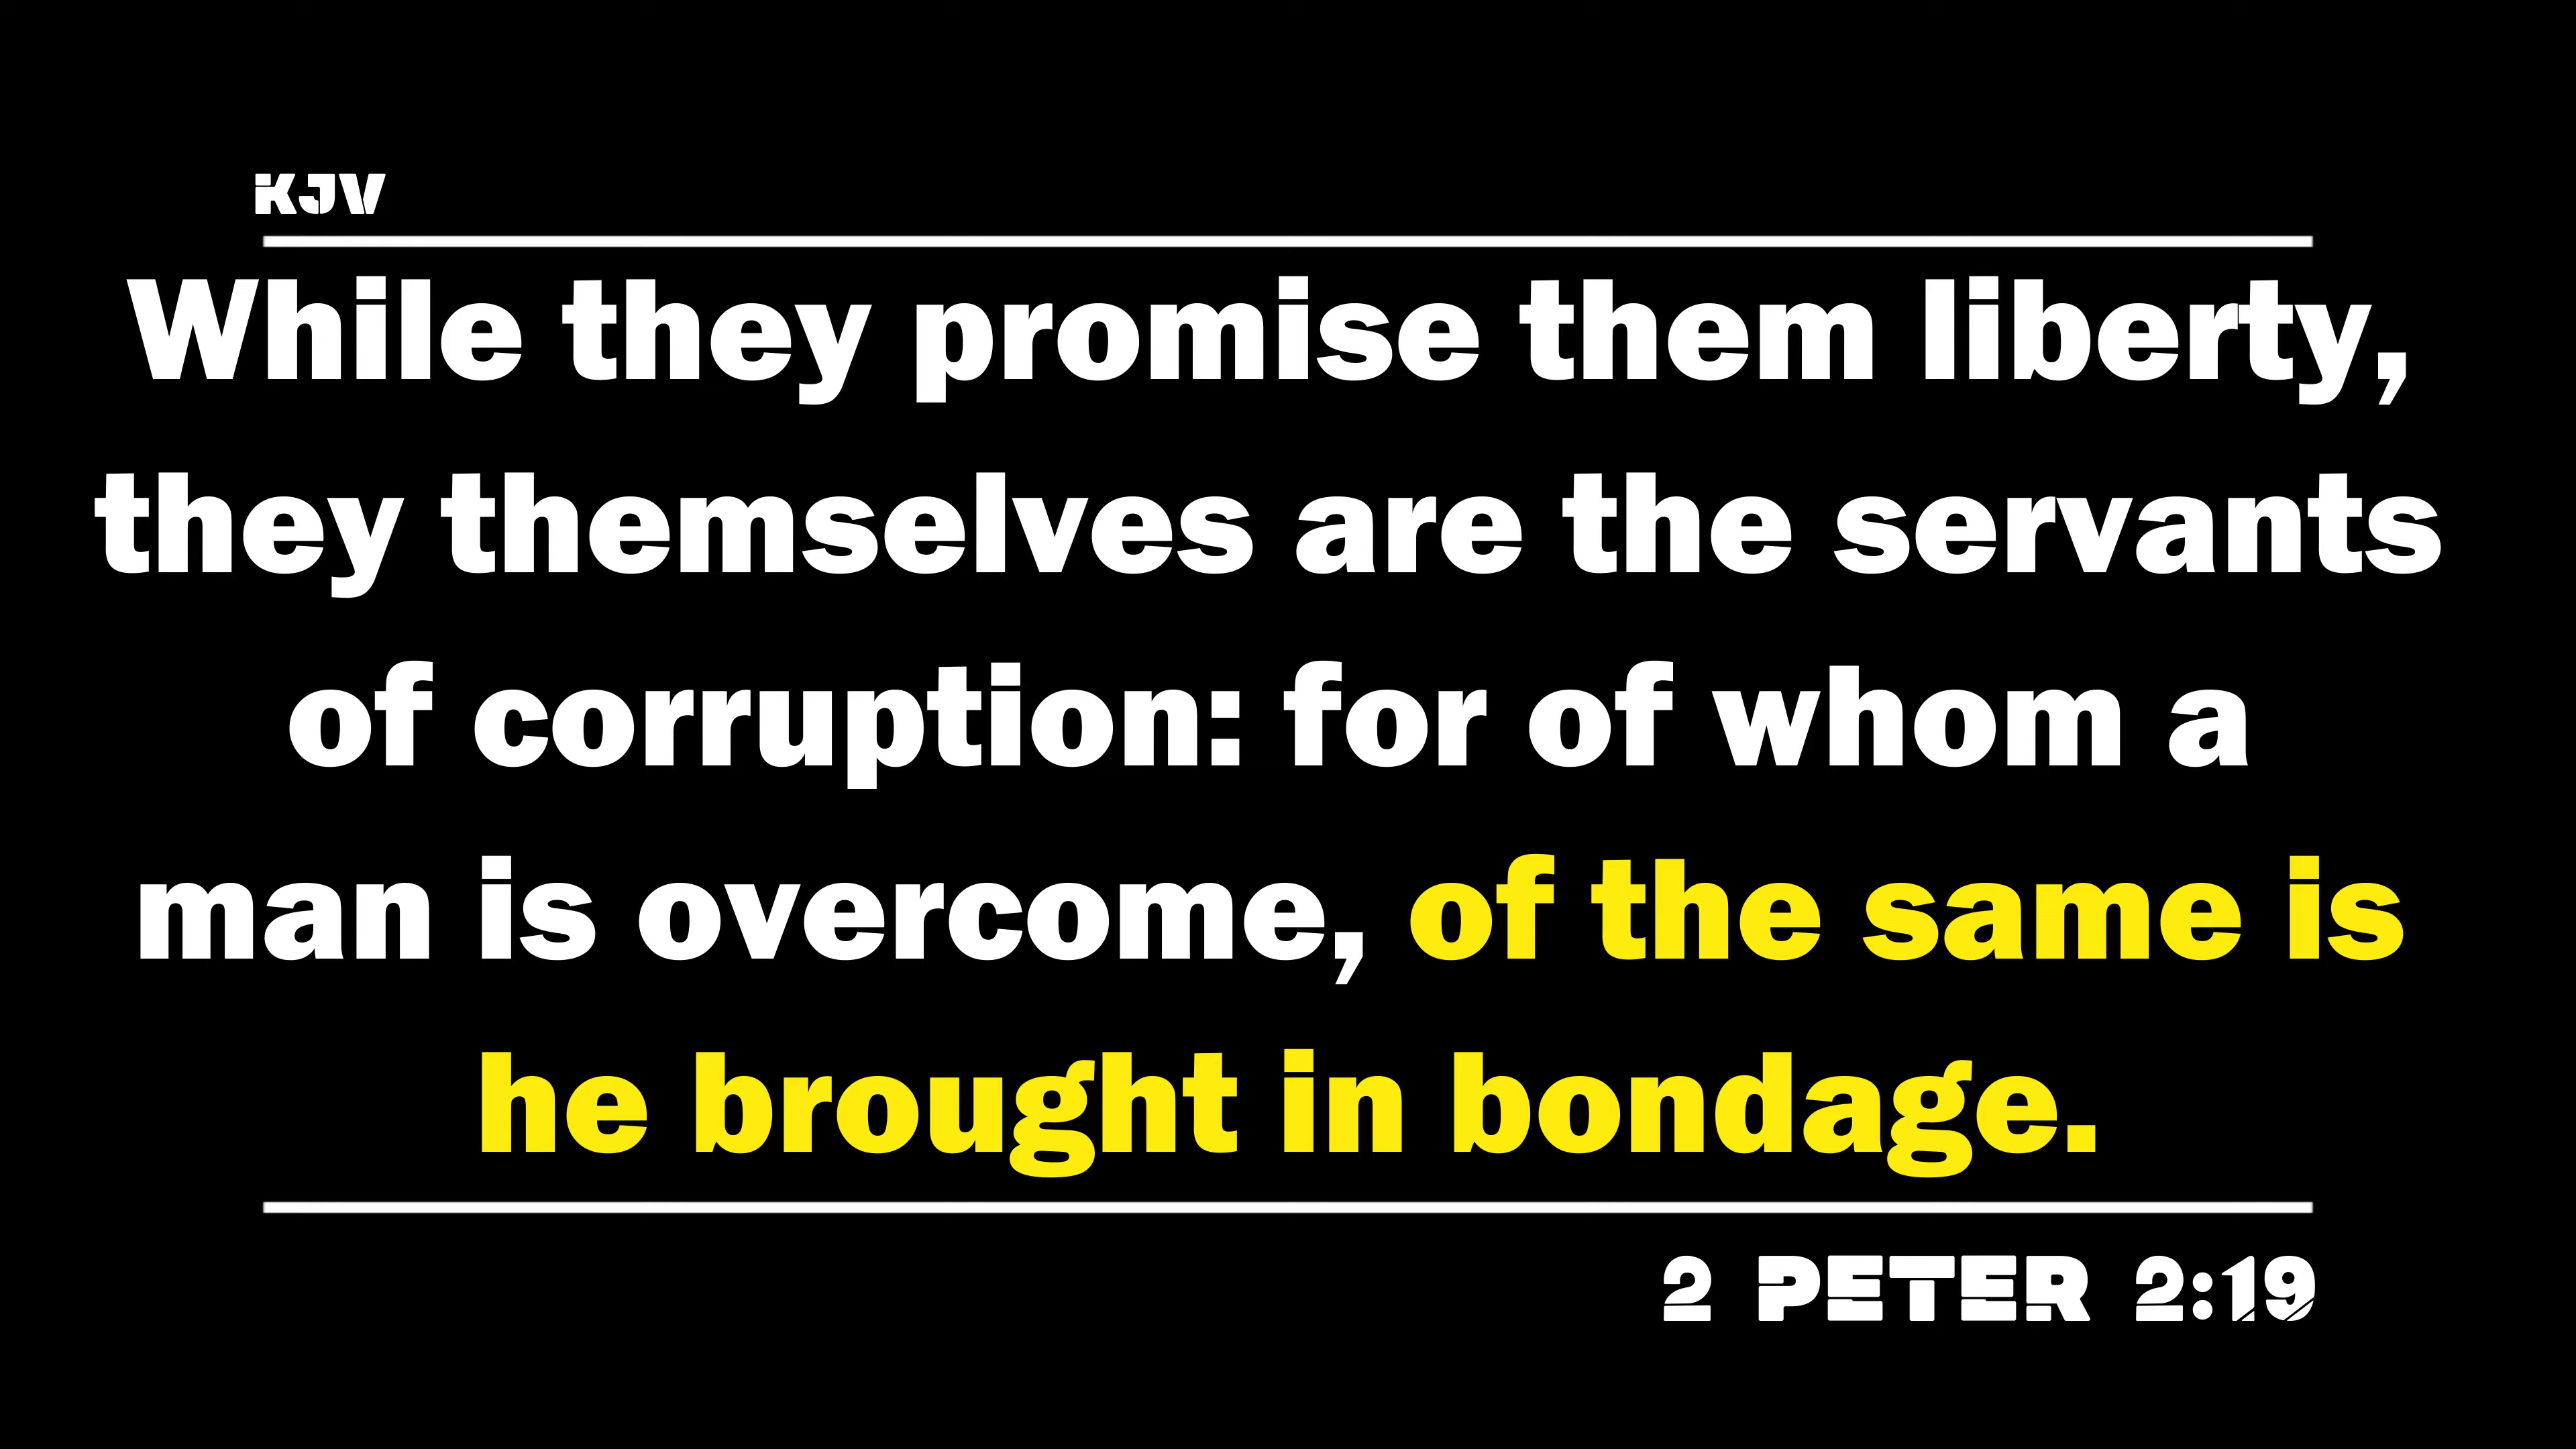 KJV
While they promise them liberty,
they themselves are the servants
of corruption: for of whom a
man is overcome, of the same is
he brought in bondage.
2 PETER 2:19